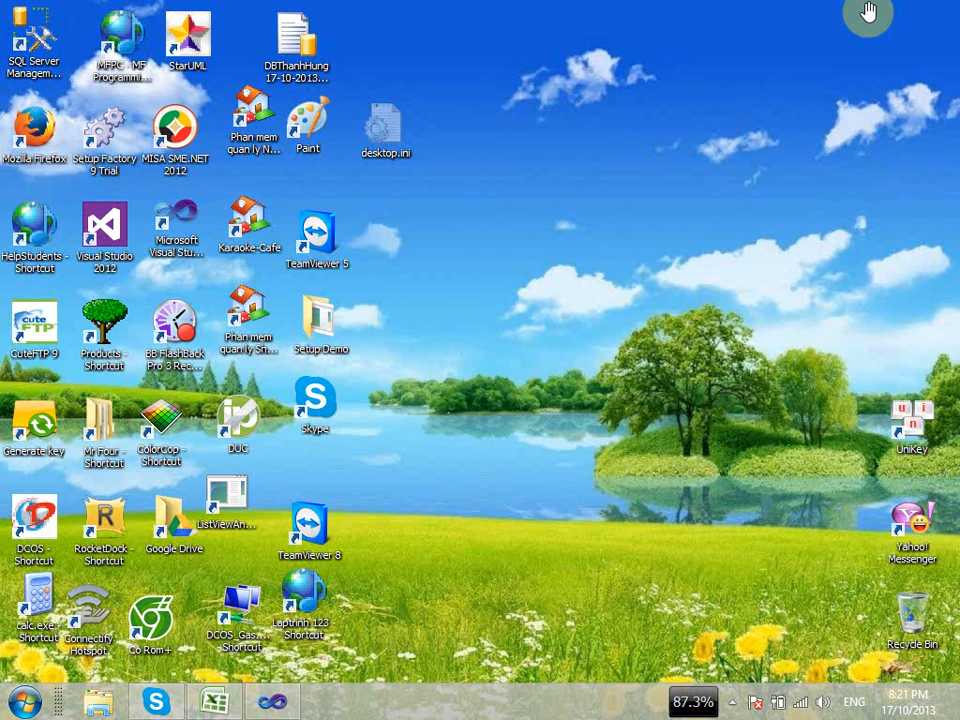 SQL Server
Managem...
MFPC - MF
Programmi...
StarUML
DBThanhHung
17-10-2013...
Mozilla Firefox
Setup Factory
9 Trial
MISA SME.NET
2012
Phan mem
quan ly N...
Paint
desktop.ini
HelpStudents -
Shortcut
Visual Studio
2012
Microsoft
Visual Stu...
Karaoke-Cafe
TeamViewer 5
cute
FTP
CuteFTP 9
Products -
Shortcut
BB FlashBack
Pro 3 Rec...
Phan mem
quan ly Sh...
Setup Demo
Generate key
Mr Four -
Shortcut
ColorCop -
Shortcut
DUC
Skype
UniKey
DCOS -
Shortcut
RocketDock -
Shortcut
Google Drive
ListViewAn...
TeamViewer 8
Yahoo!
Messenger
calc.exe -
Shortcut
Connectify
Hotspot
Co Rom+
DCOS_Gas....
Shortcut
Laptrinh 123 -
Shortcut
Recycle Bin
87.3%
ENG
8:21 PM
17/10/2013